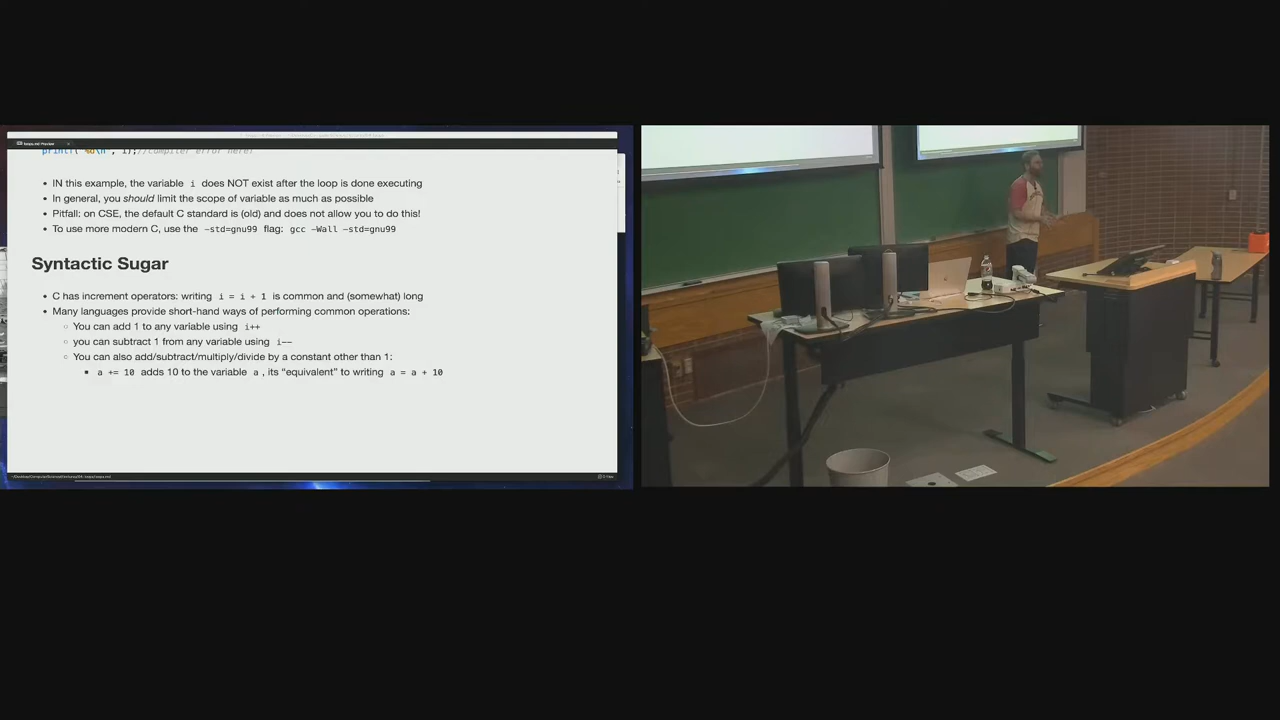 printf("%d\n", i);//compiler error here!
• IN this example, the variable i does NOT exist after the loop is done executing
• In general, you should limit the scope of variable as much as possible
• Pitfall: on CSE, the default C standard is (old) and does not allow you to do this!
• To use more modern C, use the -std=gnu99 flag: gcc -Wall -std=gnu99
Syntactic Sugar
• C has increment operators: writing i = i + 1 is common and (somewhat) long
• Many languages provide short-hand ways of performing common operations:
○ You can add 1 to any variable using i++
○ you can subtract 1 from any variable using i--
○ You can also add/subtract/multiply/divide by a constant other than 1:
▪ a += 10 adds 10 to the variable a , its “equivalent” to writing a = a + 10